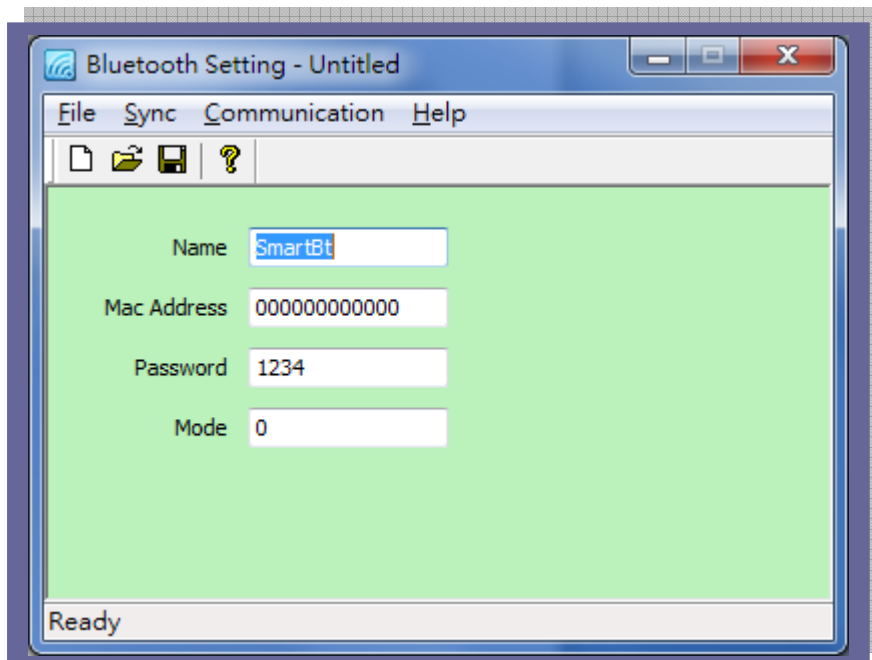 Bluetooth Setting - Untitled
File Sync Communication Help
Name SmartBt
Mac Address 000000000000
Password 1234
Mode 0
Ready